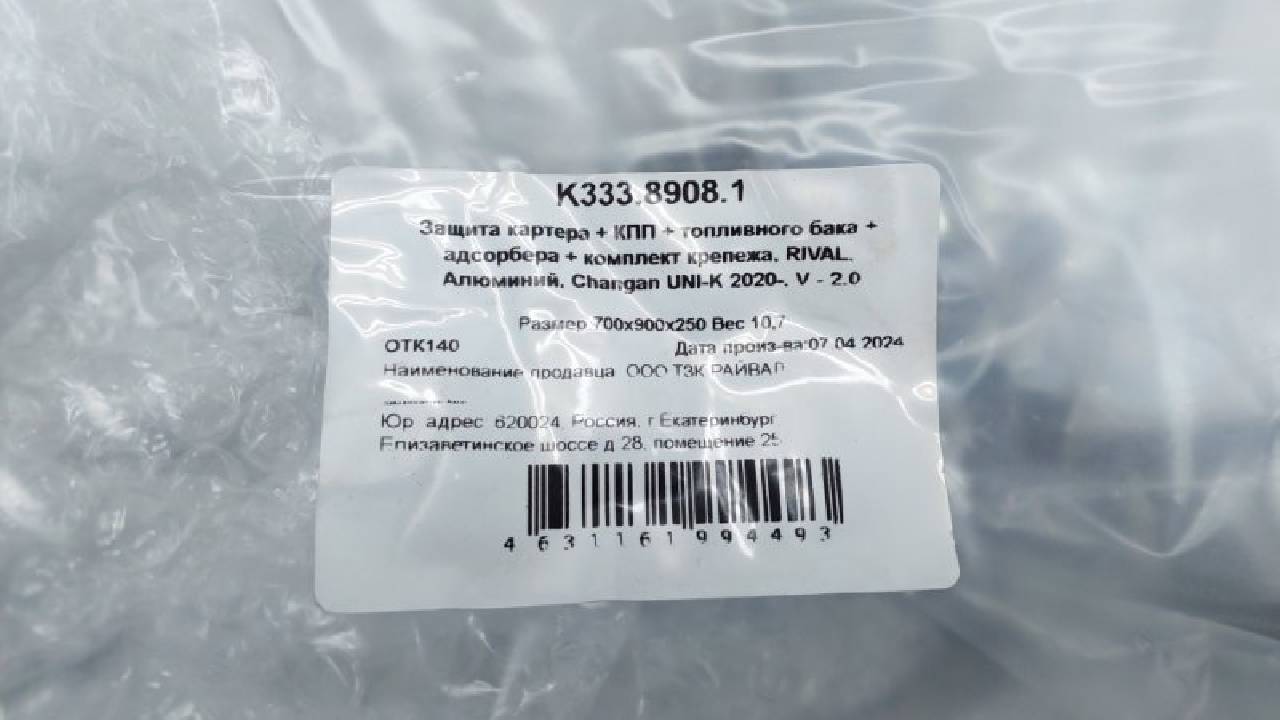 K333.8908.1
Защита картера + КПП + топливного бака +
адсорбера + комплект крепежа, RIVAL,
Алюминий, Changan UNI-K 2020-, V - 2.0
Размер 700x900x250 Вес 10,7
ОТК140
Дата произ-ва:07.04.2024
Наименование продавца ООО ТЗК РАЙВАЛ
Юр адрес 620024, Россия, г Екатеринбург
Елизаветинское шоссе д 28, помещение 25
4 631161 994493